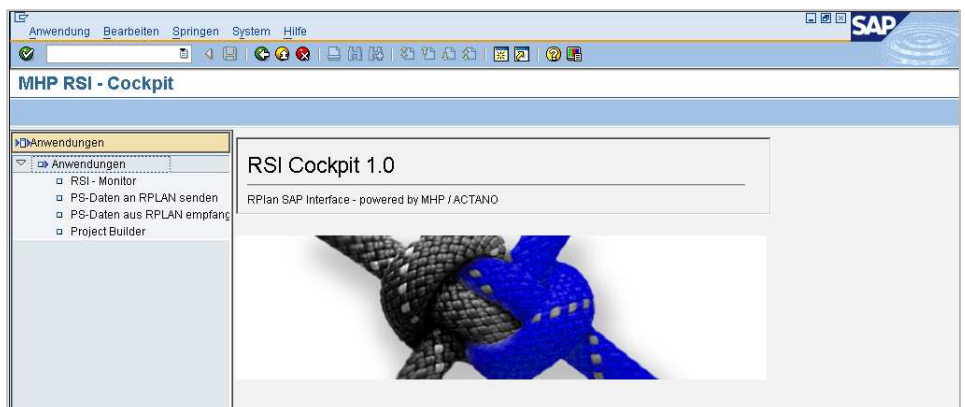 Anwendung Bearbeiten Springen System Hilfe
SAP
MHP RSI - Cockpit
Anwendungen
Anwendungen
RSI - Monitor
PS-Daten an RPLAN senden
PS-Daten aus RPLAN empfang
Project Builder
RSI Cockpit 1.0
RPlan SAP Interface - powered by MHP / ACTANO